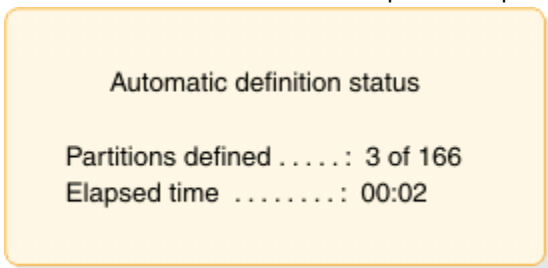 Automatic definition status
Partitions defined . . . . . : 3 of 166
Elapsed time . . . . . . . . : 00:02